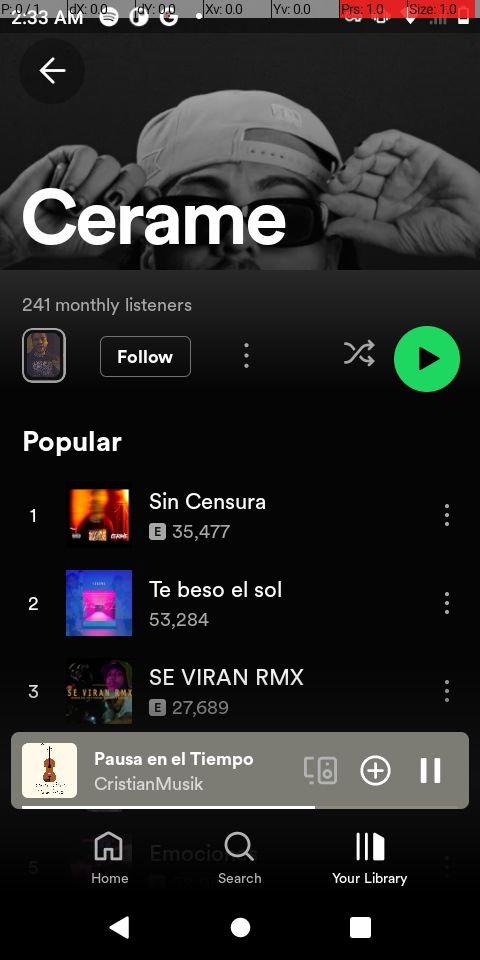 P: 0 / 1 dX: 0.0 dY: 0.0 Xv: 0.0 Yv: 0.0 Prs: 1.0 Size: 1.0
2:33 AM
Cerame
241 monthly listeners
Follow
Popular
1 Sin Censura
E 35,477
2 Te beso el sol
53,284
3 SE VIRAN RMX
E 27,689
Pausa en el Tiempo
CristianMusik
5 Emociones
Home Search Your Library